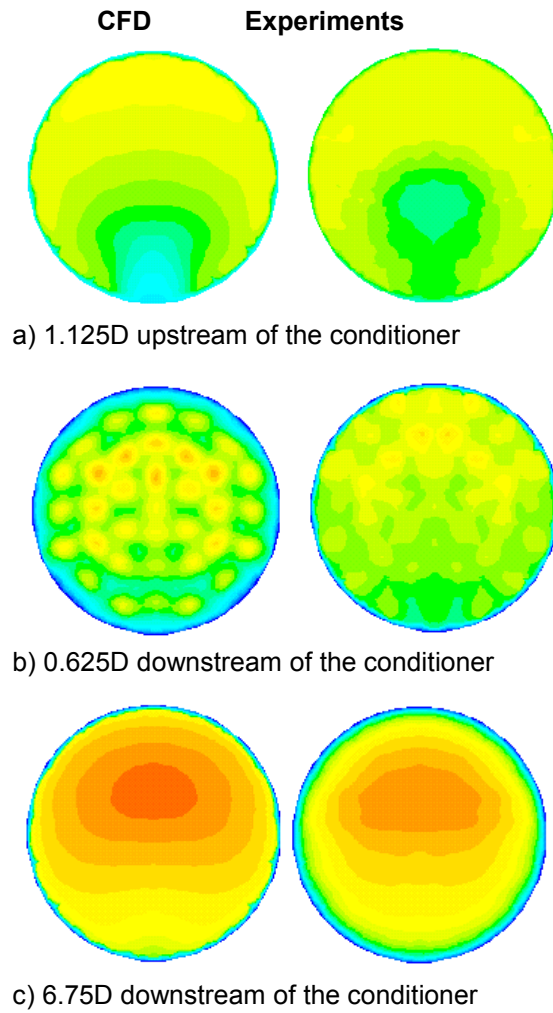 CFD Experiments
a) 1.125D upstream of the conditioner
b) 0.625D downstream of the conditioner
c) 6.75D downstream of the conditioner